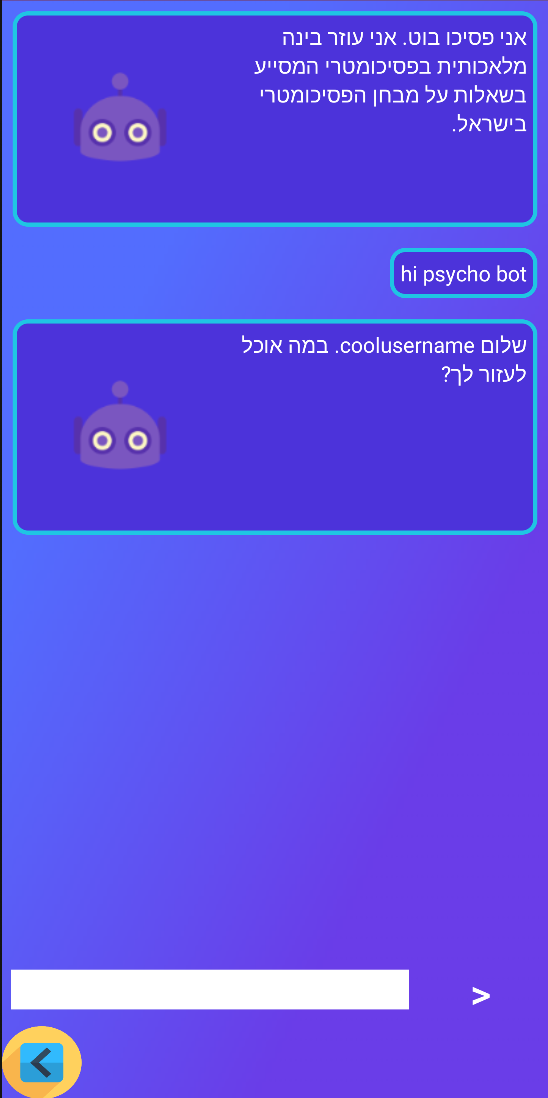 אני פסיכו בוט. אני עוזר בינה
מלאכותית בפסיכומטרי המסייע
בשאלות על מבחן הפסיכומטרי
בישראל.
hi psycho bot
שלום coolusername. במה אוכל
לעזור לך?
>